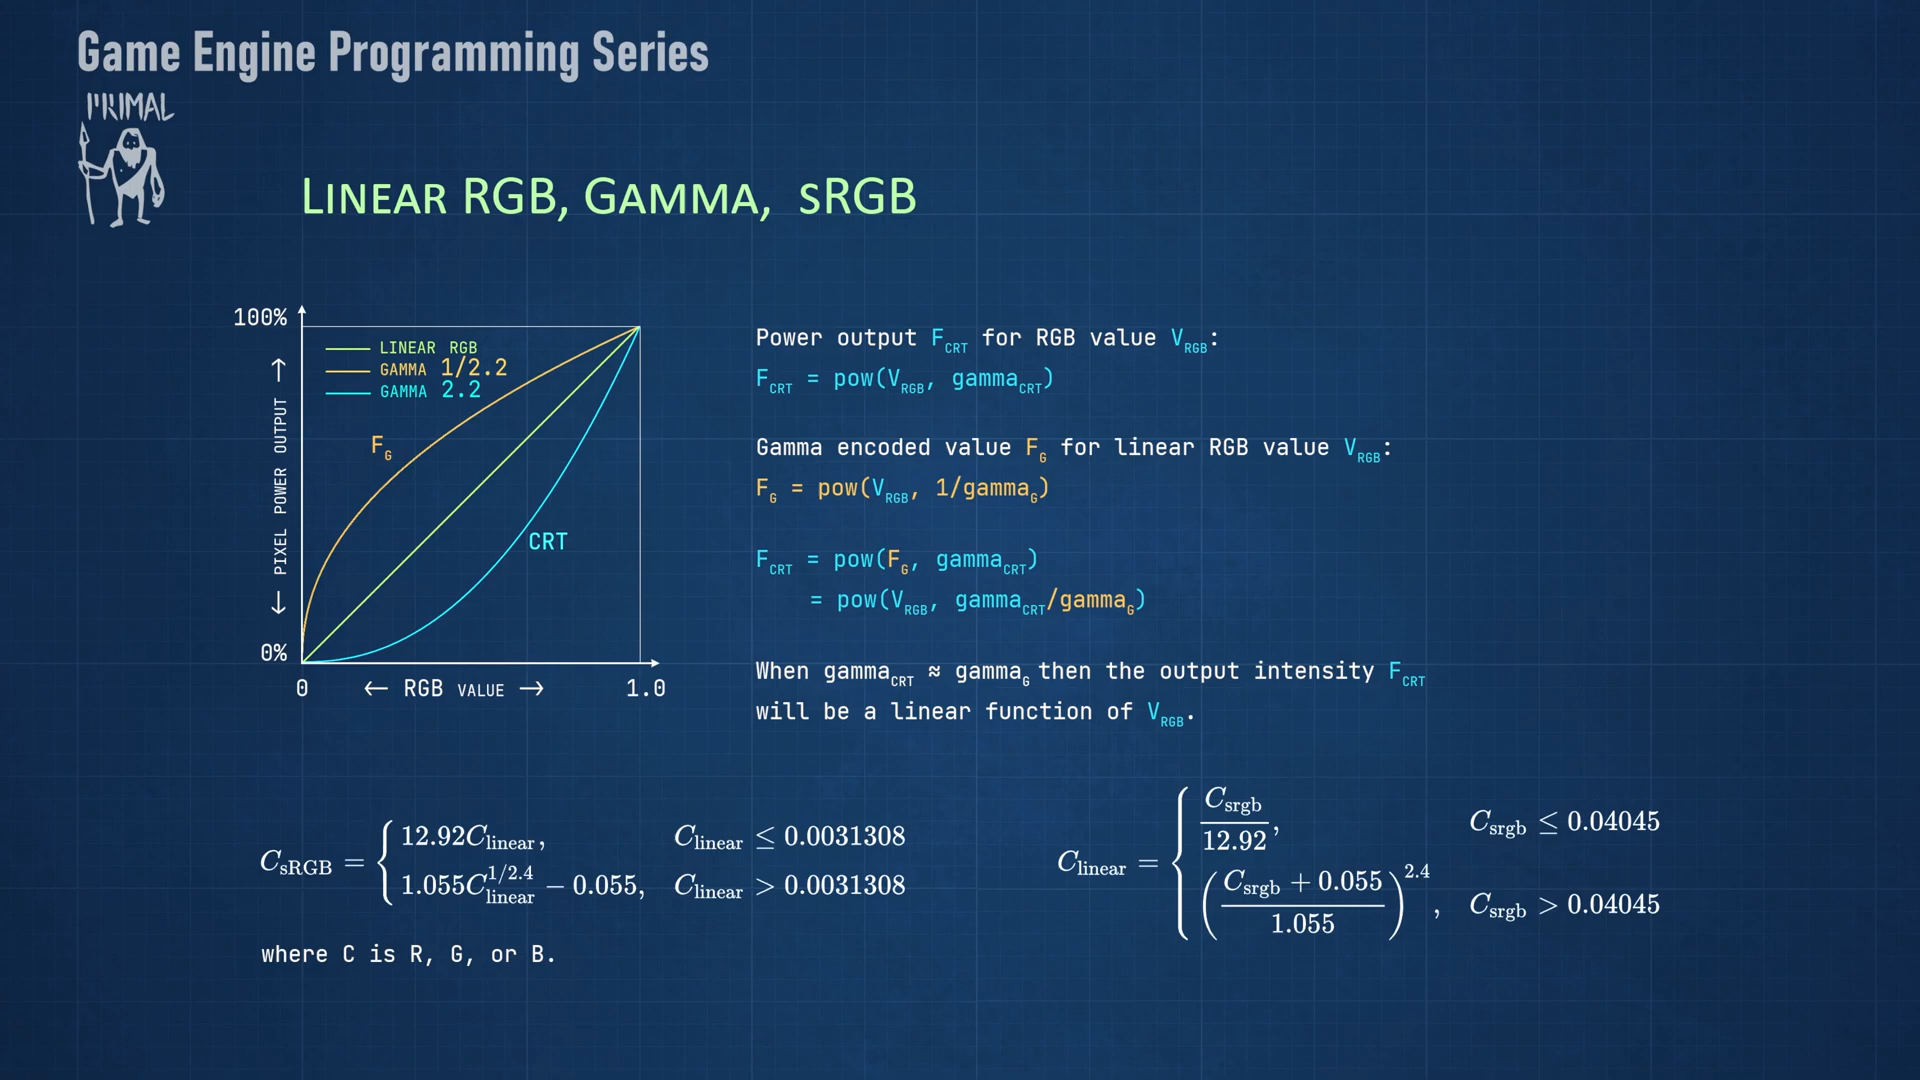 Game Engine Programming Series
PRIMAL
LINEAR RGB, GAMMA, sRGB
100%
LINEAR RGB
GAMMA 1/2.2
GAMMA 2.2
F_G
CRT
← PIXEL POWER OUTPUT →
0%
0 ← RGB VALUE → 1.0
Power output F_CRT for RGB value V_RGB:
F_CRT = pow(V_RGB, gamma_CRT)
Gamma encoded value F_G for linear RGB value V_RGB:
F_G = pow(V_RGB, 1/gamma_G)
F_CRT = pow(F_G, gamma_CRT)
= pow(V_RGB, gamma_CRT/gamma_G)
When gamma_CRT ≈ gamma_G then the output intensity F_CRT
will be a linear function of V_RGB.
C_sRGB = { 12.92C_linear, C_linear ≤ 0.0031308
1.055C_linear^1/2.4 − 0.055, C_linear > 0.0031308
where C is R, G, or B.
C_linear = { C_srgb/12.92, C_srgb ≤ 0.04045
((C_srgb + 0.055)/1.055)^2.4, C_srgb > 0.04045